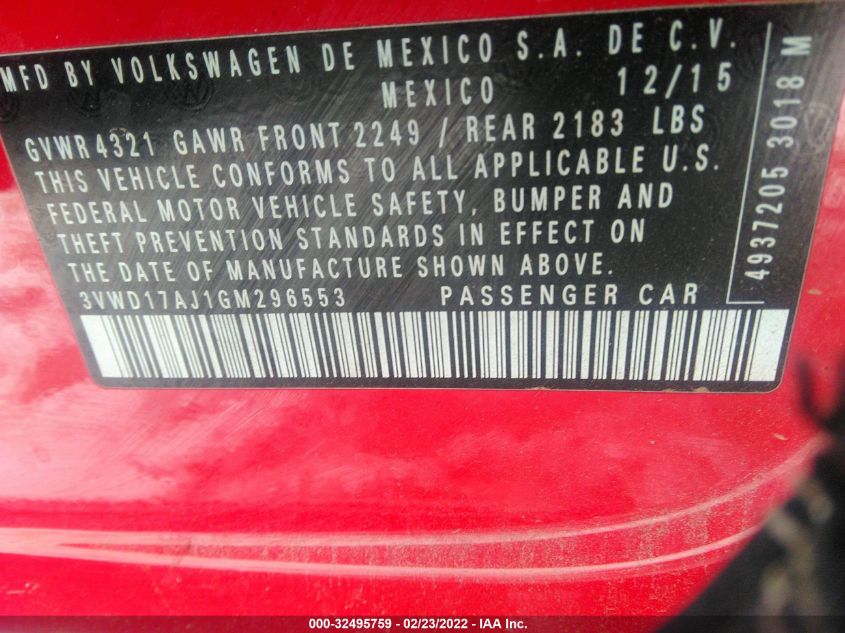 MFD BY VOLKSWAGEN DE MEXICO S.A. DE C.V.
MEXICO 12/15
GVWR 4321 GAWR FRONT 2249 / REAR 2183 LBS
THIS VEHICLE CONFORMS TO ALL APPLICABLE U.S.
FEDERAL MOTOR VEHICLE SAFETY, BUMPER AND
THEFT PREVENTION STANDARDS IN EFFECT ON
THE DATE OF MANUFACTURE SHOWN ABOVE.
3VWD17AJ1GM296553 PASSENGER CAR
4937205 3018 M
000-32495759 - 02/23/2022 - IAA Inc.